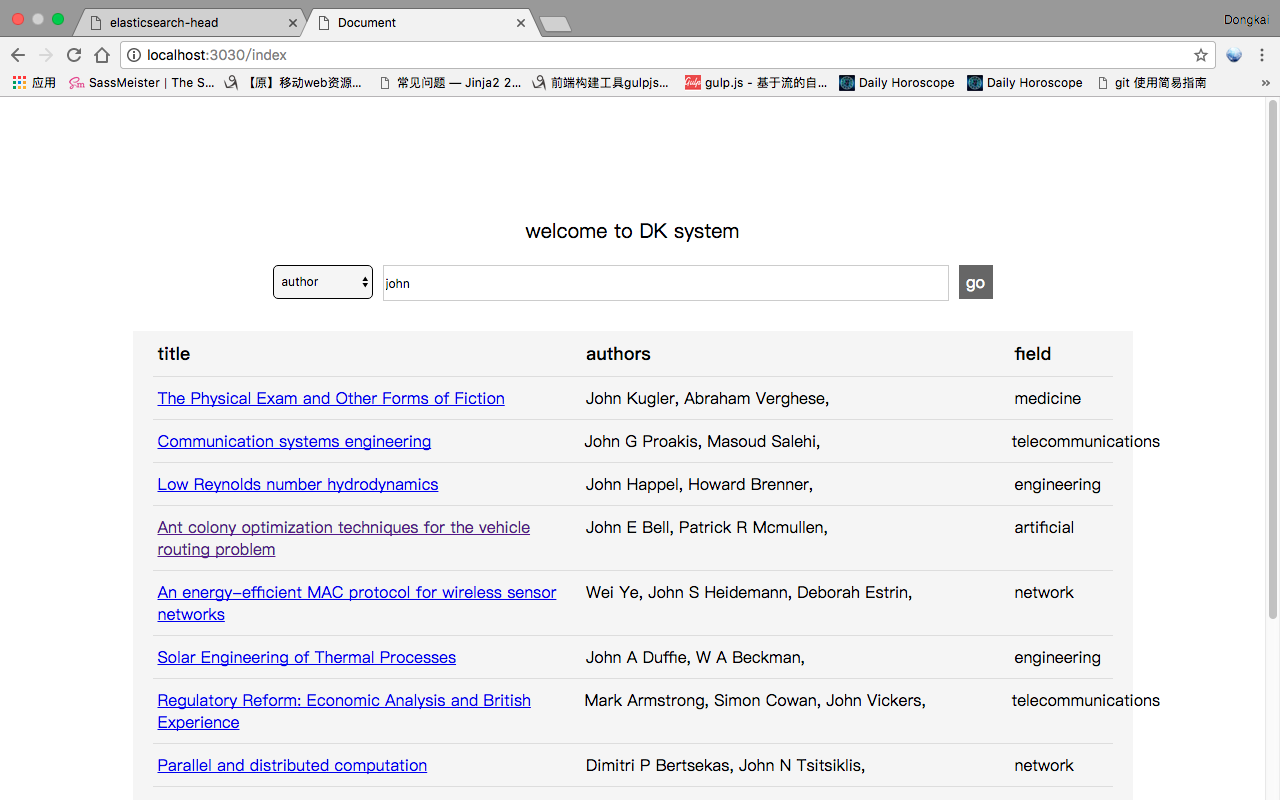 elasticsearch-head
Document
Dongkai
localhost:3030/index
应用
SassMeister | The S...
【原】移动web资源...
常见问题 — Jinja2 2...
前端构建工具gulpjs...
Gulp
gulp.js - 基于流的自...
Daily Horoscope
Daily Horoscope
git 使用简易指南
»
welcome to DK system
author
john
go
title authors field
The Physical Exam and Other Forms of Fiction John Kugler, Abraham Verghese, medicine
Communication systems engineering John G Proakis, Masoud Salehi, telecommunications
Low Reynolds number hydrodynamics John Happel, Howard Brenner, engineering
Ant colony optimization techniques for the vehicle John E Bell, Patrick R Mcmullen, artificial
routing problem
An energy-efficient MAC protocol for wireless sensor Wei Ye, John S Heidemann, Deborah Estrin, network
networks
Solar Engineering of Thermal Processes John A Duffie, W A Beckman, engineering
Regulatory Reform: Economic Analysis and British Mark Armstrong, Simon Cowan, John Vickers, telecommunications
Experience
Parallel and distributed computation Dimitri P Bertsekas, John N Tsitsiklis, network